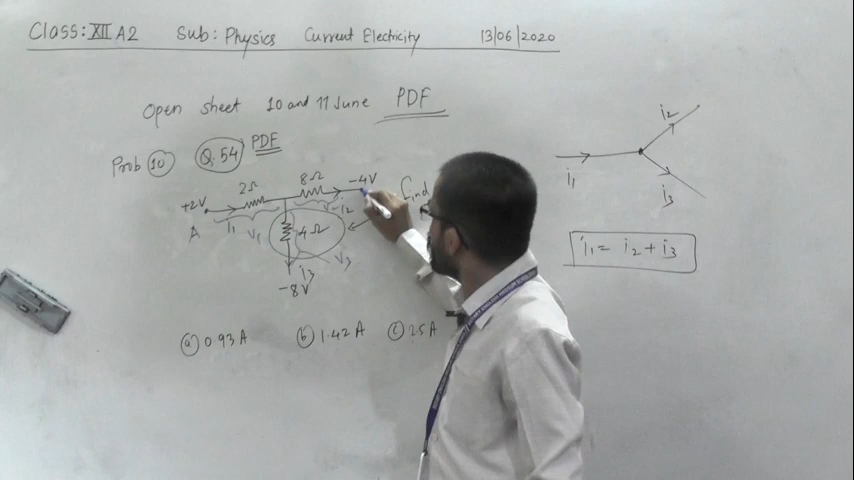 Class: XII A2 Sub: Physics Current Electricity 13/06/2020
Open sheet 10 and 11 June PDF
Prob 10 Q.54 PDF
+2V 2Ω 8Ω -4V find
A i1 V1 i2
4Ω V3
i3
-8V
(a) 0.93 A (b) 1.42 A (c) 2.5 A
i1 i2 i3
i1 = i2 + i3